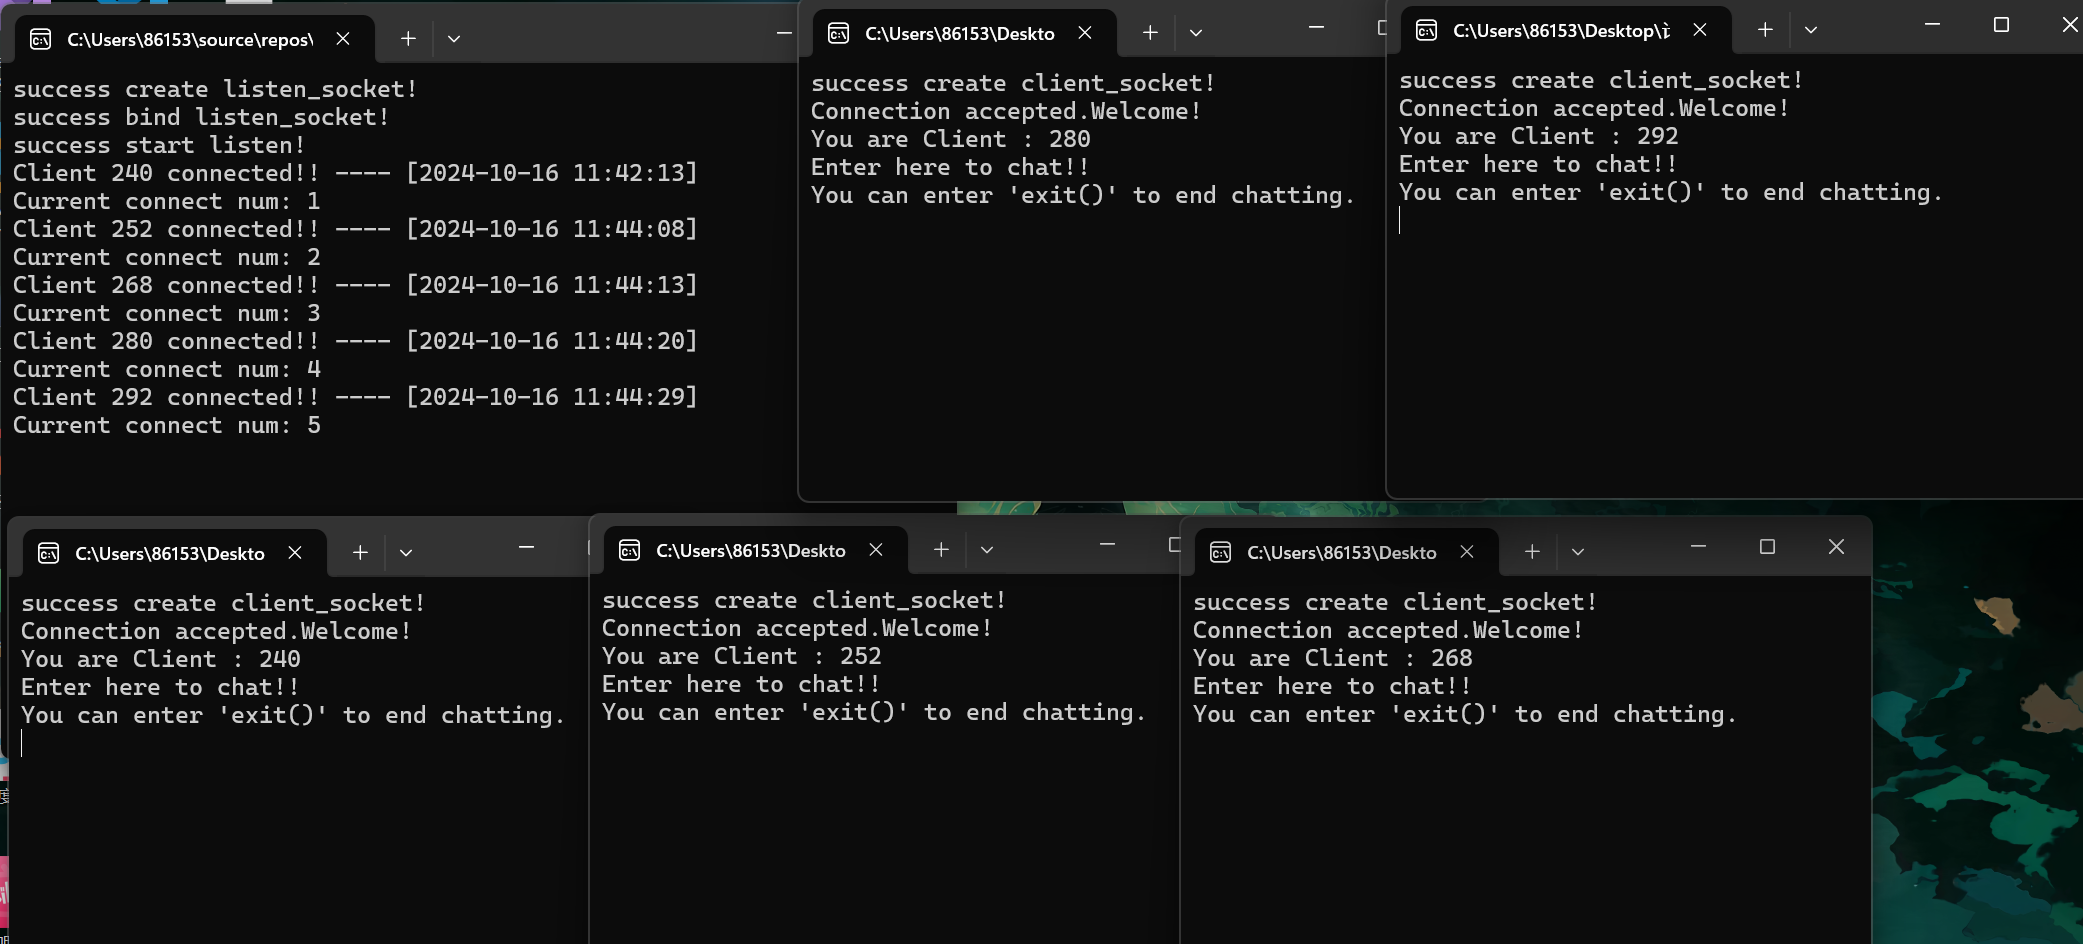 C:\Users\86153\source\repos\
success create listen_socket!
success bind listen_socket!
success start listen!
Client 240 connected!! ---- [2024-10-16 11:42:13]
Current connect num: 1
Client 252 connected!! ---- [2024-10-16 11:44:08]
Current connect num: 2
Client 268 connected!! ---- [2024-10-16 11:44:13]
Current connect num: 3
Client 280 connected!! ---- [2024-10-16 11:44:20]
Current connect num: 4
Client 292 connected!! ---- [2024-10-16 11:44:29]
Current connect num: 5
C:\Users\86153\Deskto
success create client_socket!
Connection accepted.Welcome!
You are Client : 280
Enter here to chat!!
You can enter 'exit()' to end chatting.
C:\Users\86153\Desktop\
success create client_socket!
Connection accepted.Welcome!
You are Client : 292
Enter here to chat!!
You can enter 'exit()' to end chatting.
C:\Users\86153\Deskto
success create client_socket!
Connection accepted.Welcome!
You are Client : 240
Enter here to chat!!
You can enter 'exit()' to end chatting.
C:\Users\86153\Deskto
success create client_socket!
Connection accepted.Welcome!
You are Client : 252
Enter here to chat!!
You can enter 'exit()' to end chatting.
C:\Users\86153\Deskto
success create client_socket!
Connection accepted.Welcome!
You are Client : 268
Enter here to chat!!
You can enter 'exit()' to end chatting.